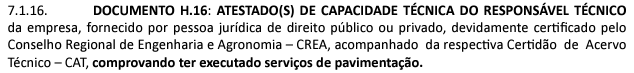 7.1.16. DOCUMENTO H.16: ATESTADO(S) DE CAPACIDADE TÉCNICA DO RESPONSÁVEL TÉCNICO
da empresa, fornecido por pessoa jurídica de direito público ou privado, devidamente certificado pelo
Conselho Regional de Engenharia e Agronomia – CREA, acompanhado da respectiva Certidão de Acervo
Técnico – CAT, comprovando ter executado serviços de pavimentação.